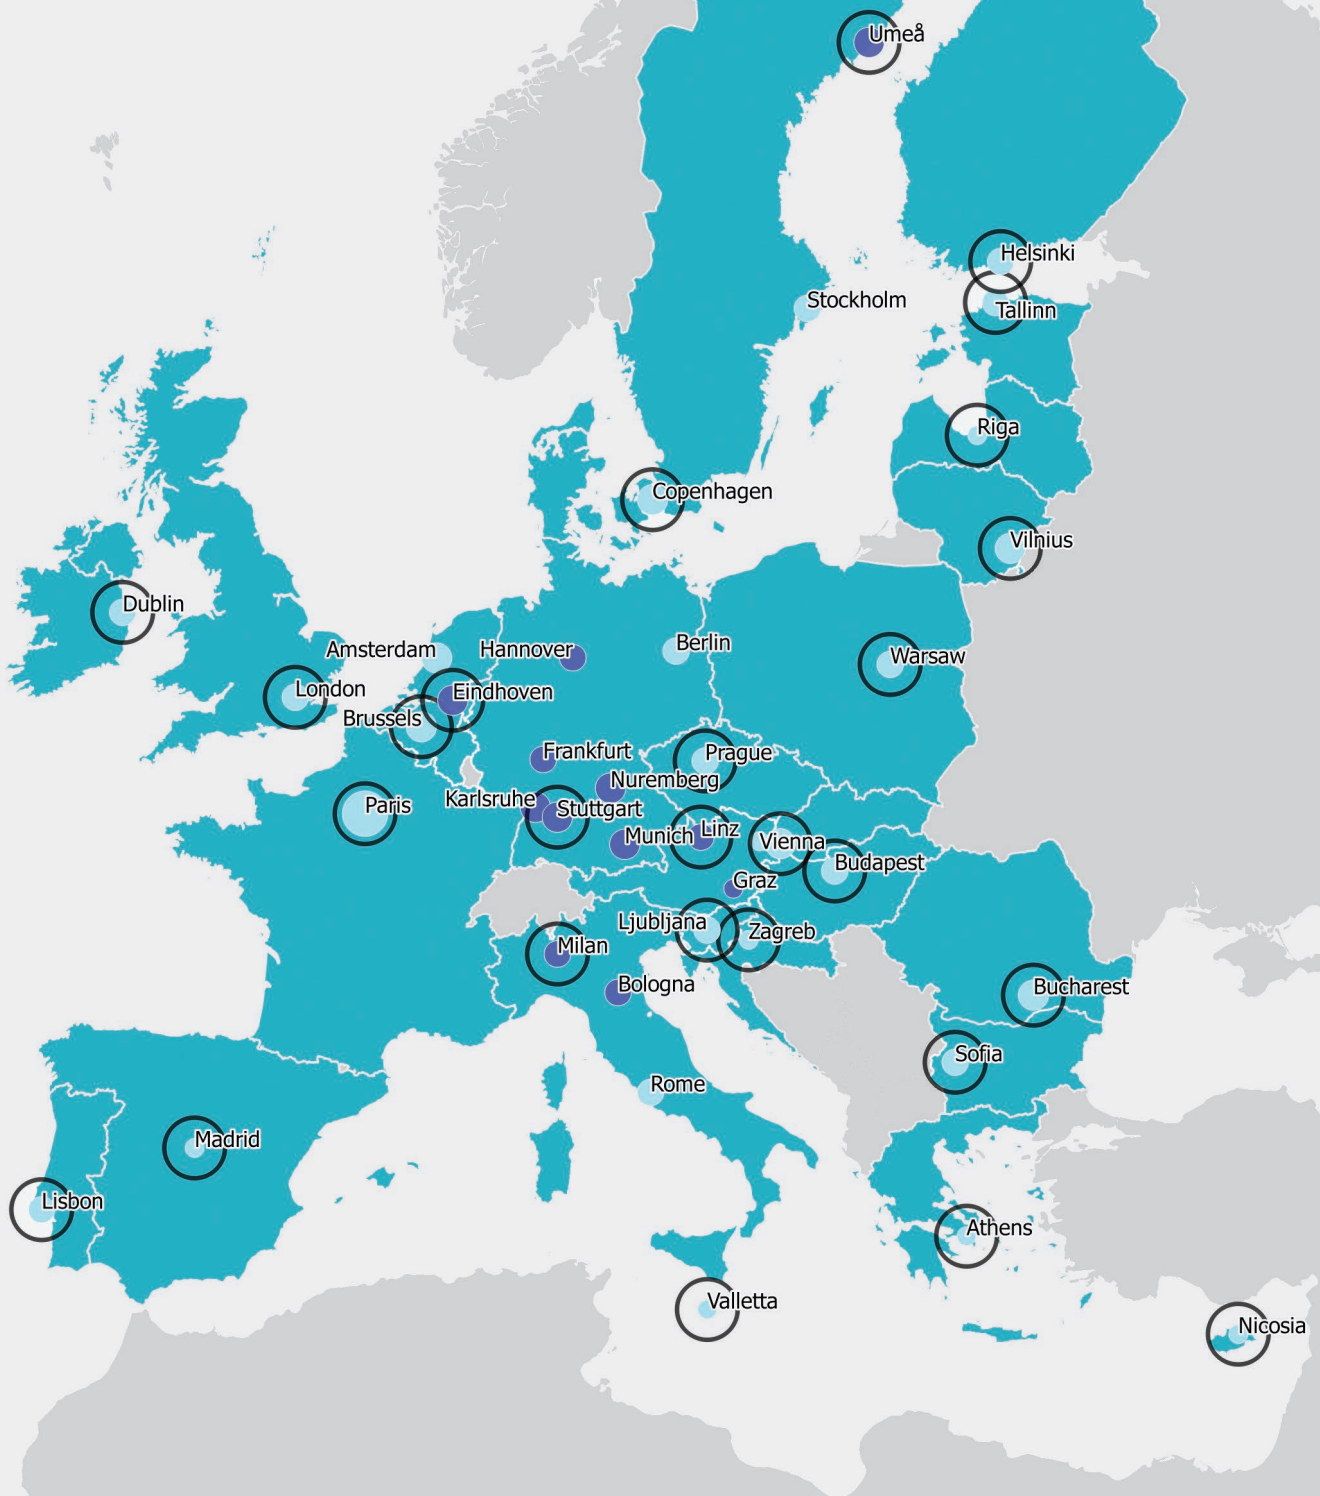 Umeå
Helsinki
Stockholm
Tallinn
Riga
Copenhagen
Vilnius
Dublin
Amsterdam
Hannover
Berlin
Warsaw
London
Eindhoven
Brussels
Frankfurt
Prague
Nuremberg
Karlsruhe
Paris
Stuttgart
Munich
Linz
Vienna
Budapest
Graz
Ljubljana
Zagreb
Milan
Bologna
Bucharest
Sofia
Rome
Madrid
Lisbon
Athens
Valletta
Nicosia